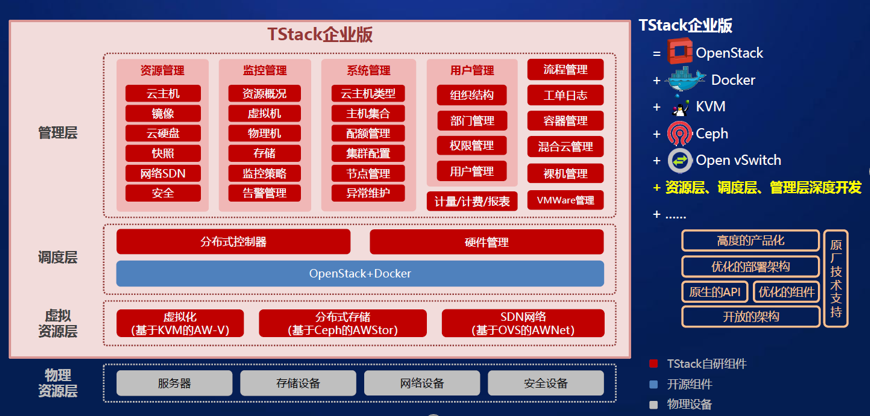 TStack企业版
管理层
资源管理
云主机
镜像
云硬盘
快照
网络SDN
安全
监控管理
资源概况
虚拟机
物理机
存储
监控策略
告警管理
系统管理
云主机类型
主机集合
配额管理
集群配置
节点管理
异常维护
用户管理
组织结构
部门管理
权限管理
用户管理
计量/计费/报表
流程管理
工单日志
容器管理
混合云管理
裸机管理
VMWare管理
调度层
分布式控制器
硬件管理
OpenStack+Docker
虚拟
资源层
虚拟化
(基于KVM的AW-V)
分布式存储
(基于Ceph的AWStor)
SDN网络
(基于OVS的AWNet)
物理
资源层
服务器
存储设备
网络设备
安全设备
TStack企业版
= OpenStack
+ Docker
+ KVM
+ Ceph
+ Open vSwitch
+ 资源层、调度层、管理层深度开发
+ ......
高度的产品化
优化的部署架构
原生的API
优化的组件
开放的架构
原厂技术支持
TStack自研组件
开源组件
物理设备